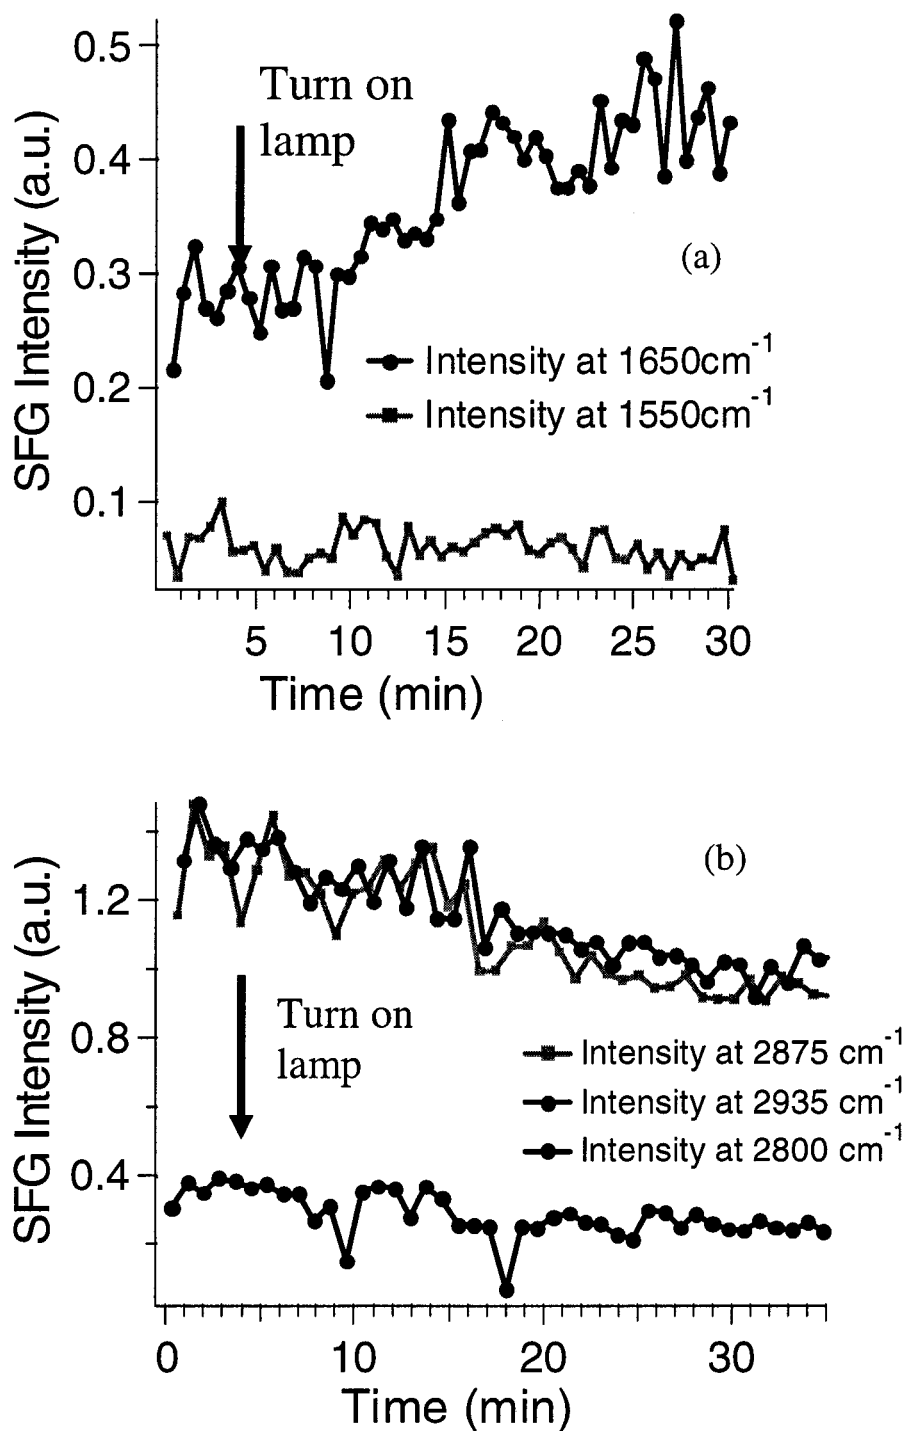 0.5
Turn on
lamp
0.4
(a)
0.3
Intensity at 1650cm-1
0.2
Intensity at 1550cm-1
0.1
SFG Intensity (a.u.)
5 10 15 20 25 30
Time (min)
(b)
1.2
Turn on
lamp
0.8
Intensity at 2875 cm-1
Intensity at 2935 cm-1
Intensity at 2800 cm-1
0.4
SFG Intensity (a.u.)
0 10 20 30
Time (min)